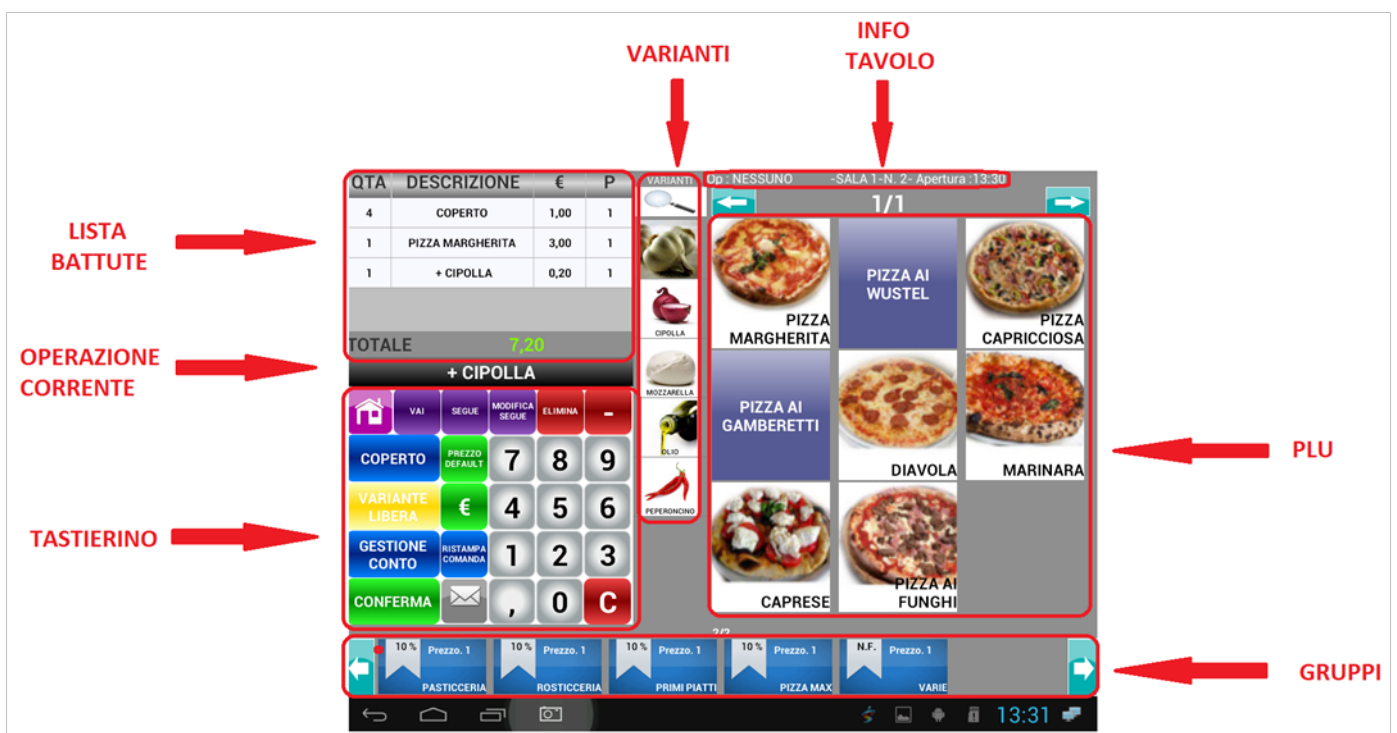 INFO
TAVOLO
VARIANTI
LISTA
BATTUTE
OPERAZIONE
CORRENTE
TASTIERINO
PLU
GRUPPI
QTA DESCRIZIONE € P
4 COPERTO 1,00 1
1 PIZZA MARGHERITA 3,00 1
1 + CIPOLLA 0,20 1
TOTALE 7,20
+ CIPOLLA
VAI SEGUE MODIFICA
SEGUE ELIMINA -
COPERTO PREZZO
DEFAULT 7 8 9
VARIANTE
LIBERA € 4 5 6
GESTIONE
CONTO RISTAMPA
COMANDA 1 2 3
CONFERMA , 0 C
VARIANTI
CIPOLLA
MOZZARELLA
OLIO
PEPERONCINO
Op : NESSUNO -SALA 1-N. 2- Apertura :13:30
1/1
PIZZA
MARGHERITA
PIZZA AI
WUSTEL
PIZZA
CAPRICCIOSA
PIZZA AI
GAMBERETTI
DIAVOLA
MARINARA
CAPRESE
PIZZA AI
FUNGHI
2/2
10 % Prezzo. 1
PASTICCERIA
10 % Prezzo. 1
ROSTICCERIA
10 % Prezzo. 1
PRIMI PIATTI
10 % Prezzo. 1
PIZZA MAX
N.F. Prezzo. 1
VARIE
13:31